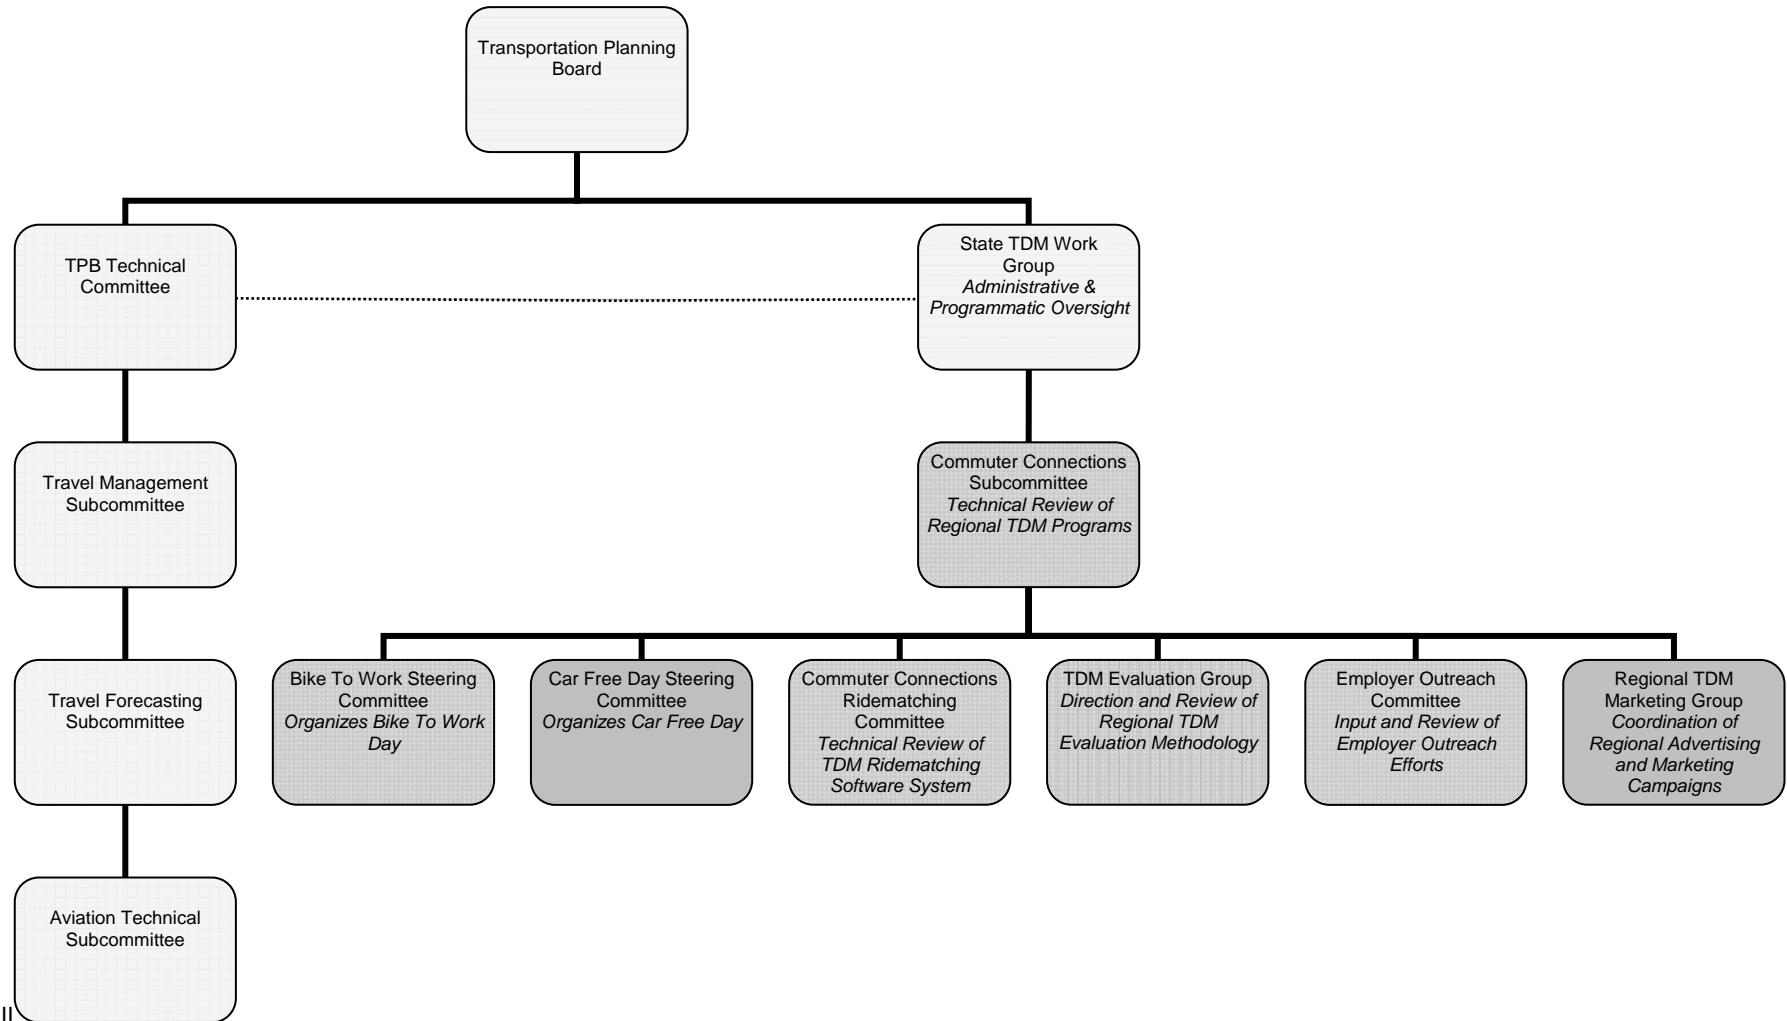 Transportation Planning
Board
TPB Technical
Committee
State TDM Work
Group
Administrative &
Programmatic Oversight
Travel Management
Subcommittee
Commuter Connections
Subcommittee
Technical Review of
Regional TDM Programs
Travel Forecasting
Subcommittee
Bike To Work Steering
Committee
Organizes Bike To Work
Day
Car Free Day Steering
Committee
Organizes Car Free Day
Commuter Connections
Ridematching
Committee
Technical Review of
TDM Ridematching
Software System
TDM Evaluation Group
Direction and Review of
Regional TDM
Evaluation Methodology
Employer Outreach
Committee
Input and Review of
Employer Outreach
Efforts
Regional TDM
Marketing Group
Coordination of
Regional Advertising
and Marketing
Campaigns
Aviation Technical
Subcommittee
II